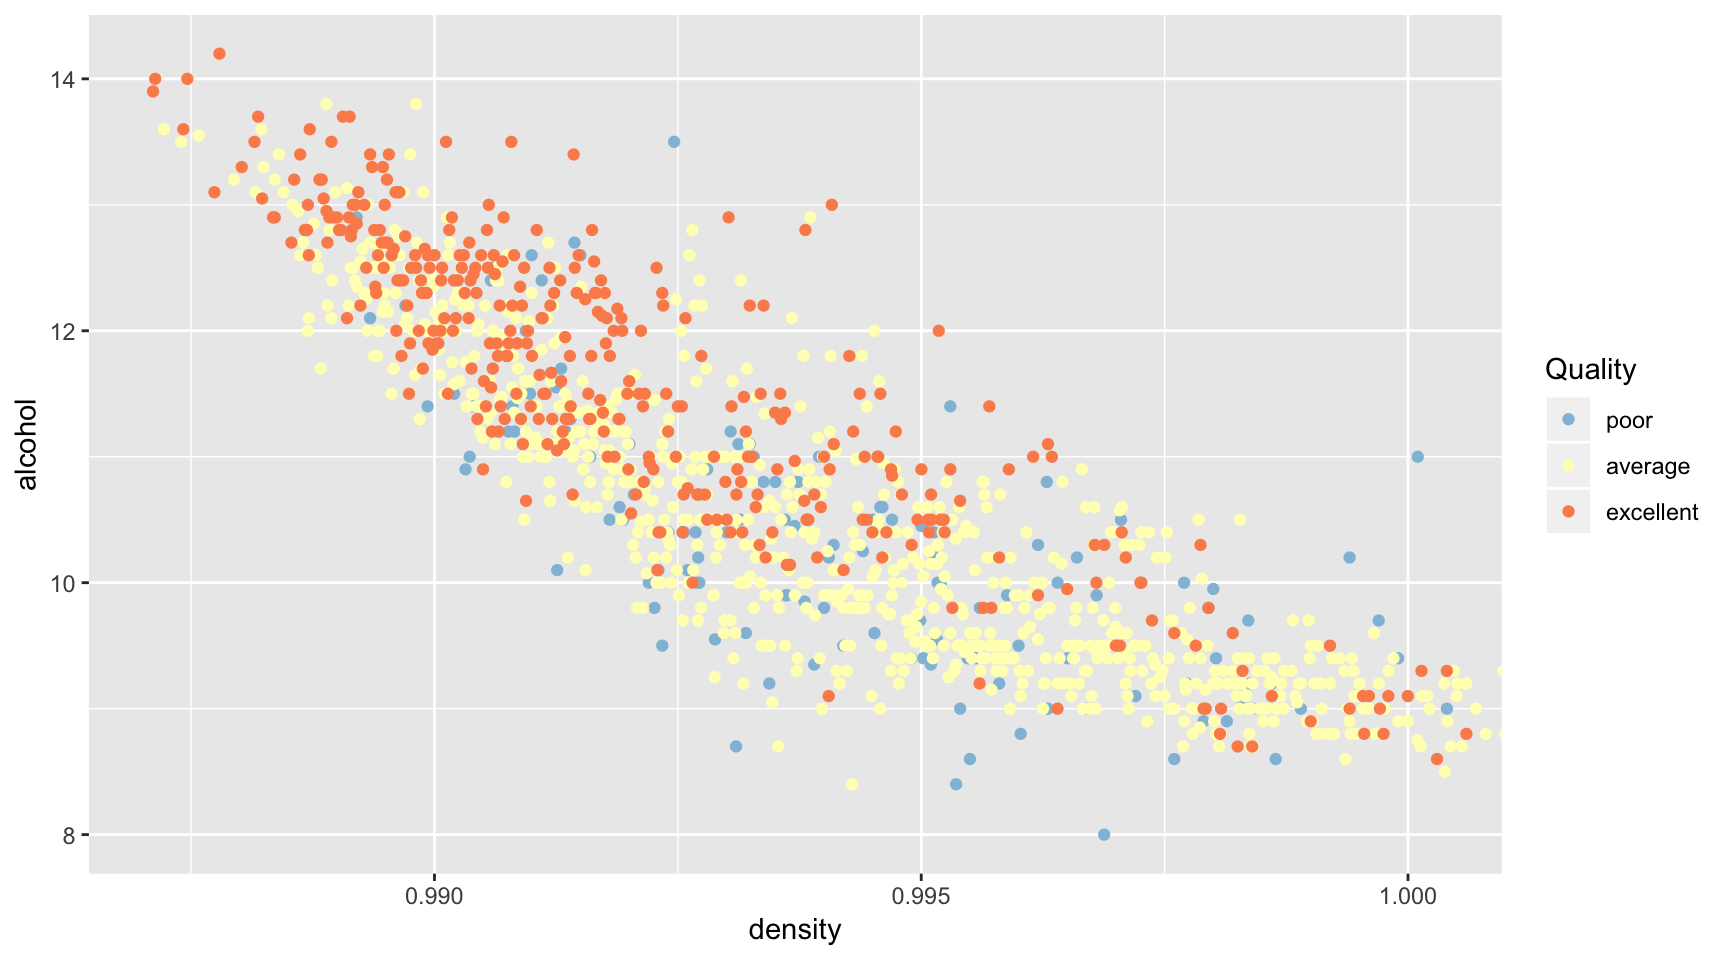 14
12
10
8
alcohol
0.990
0.995
1.000
density
Quality
poor
average
excellent